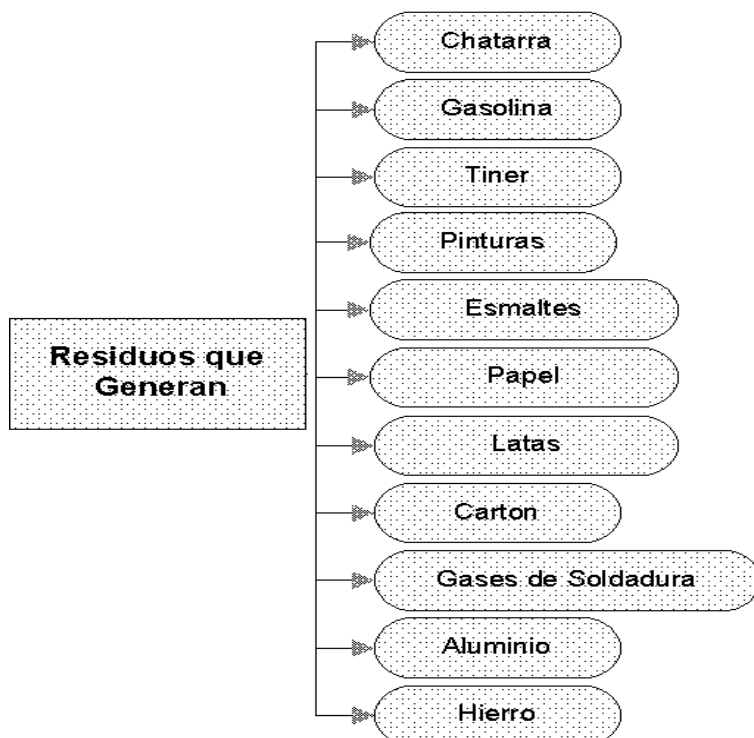 Chatarra
Gasolina
Tiner
Pinturas
Esmaltes
Residuos que
Generan
Papel
Latas
Carton
Gases de Soldadura
Aluminio
Hierro